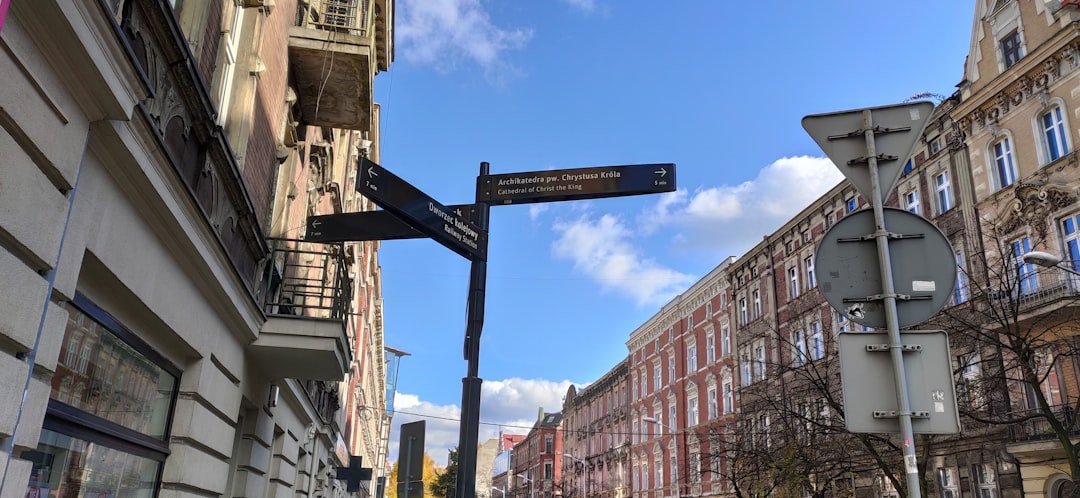 Archikatedra pw. Chrystusa Króla
Cathedral of Christ the King
5 min
7 min
Dworzec kolejowy
Railway Station